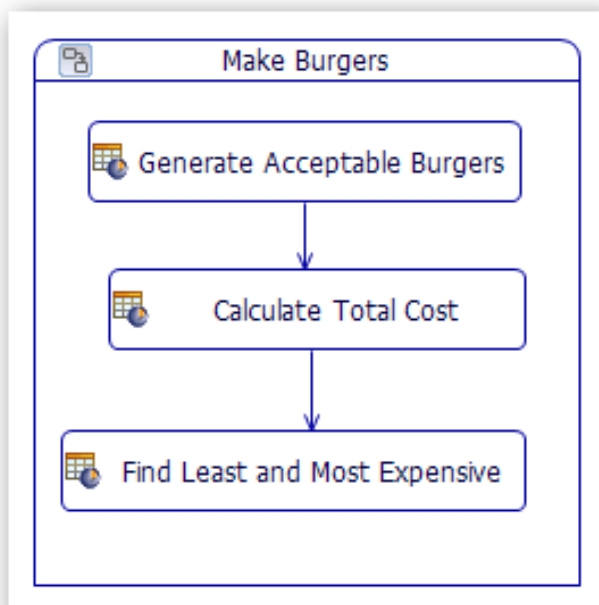 Make Burgers
Generate Acceptable Burgers
Calculate Total Cost
Find Least and Most Expensive